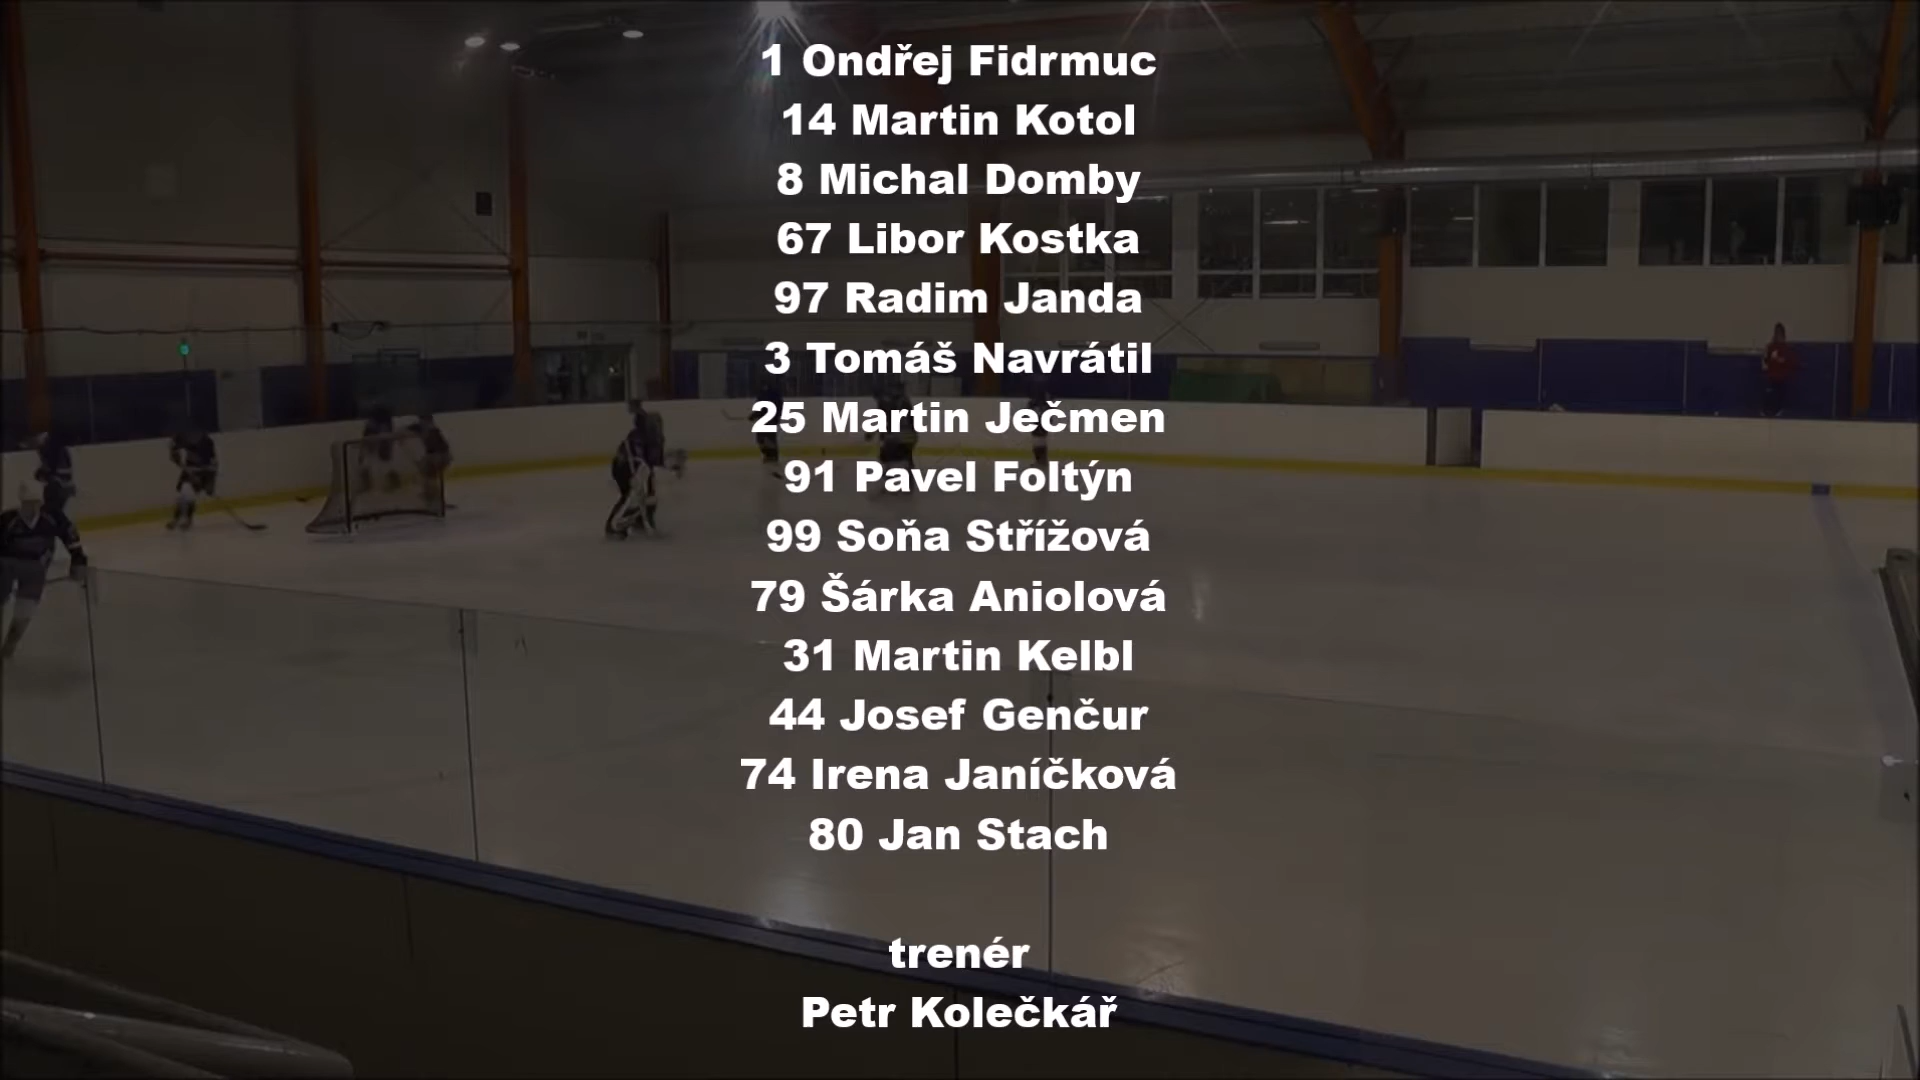 1 Ondřej Fidrmuc
14 Martin Kotol
8 Michal Domby
67 Libor Kostka
97 Radim Janda
3 Tomáš Navrátil
25 Martin Ječmen
91 Pavel Foltýn
99 Soňa Střížová
79 Šárka Aniolová
31 Martin Kelbl
44 Josef Genčur
74 Irena Janíčková
80 Jan Stach
trenér
Petr Kolečkář